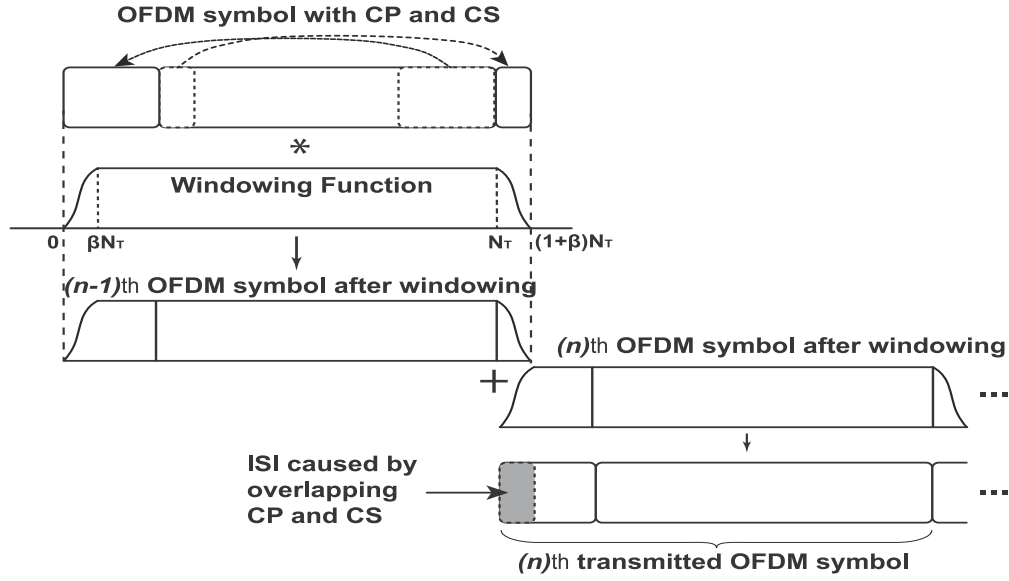 OFDM symbol with CP and CS
*
Windowing Function
0 βNT NT (1+β)NT
(n-1)th OFDM symbol after windowing
(n)th OFDM symbol after windowing
+
...
ISI caused by
overlapping
CP and CS
...
(n)th transmitted OFDM symbol